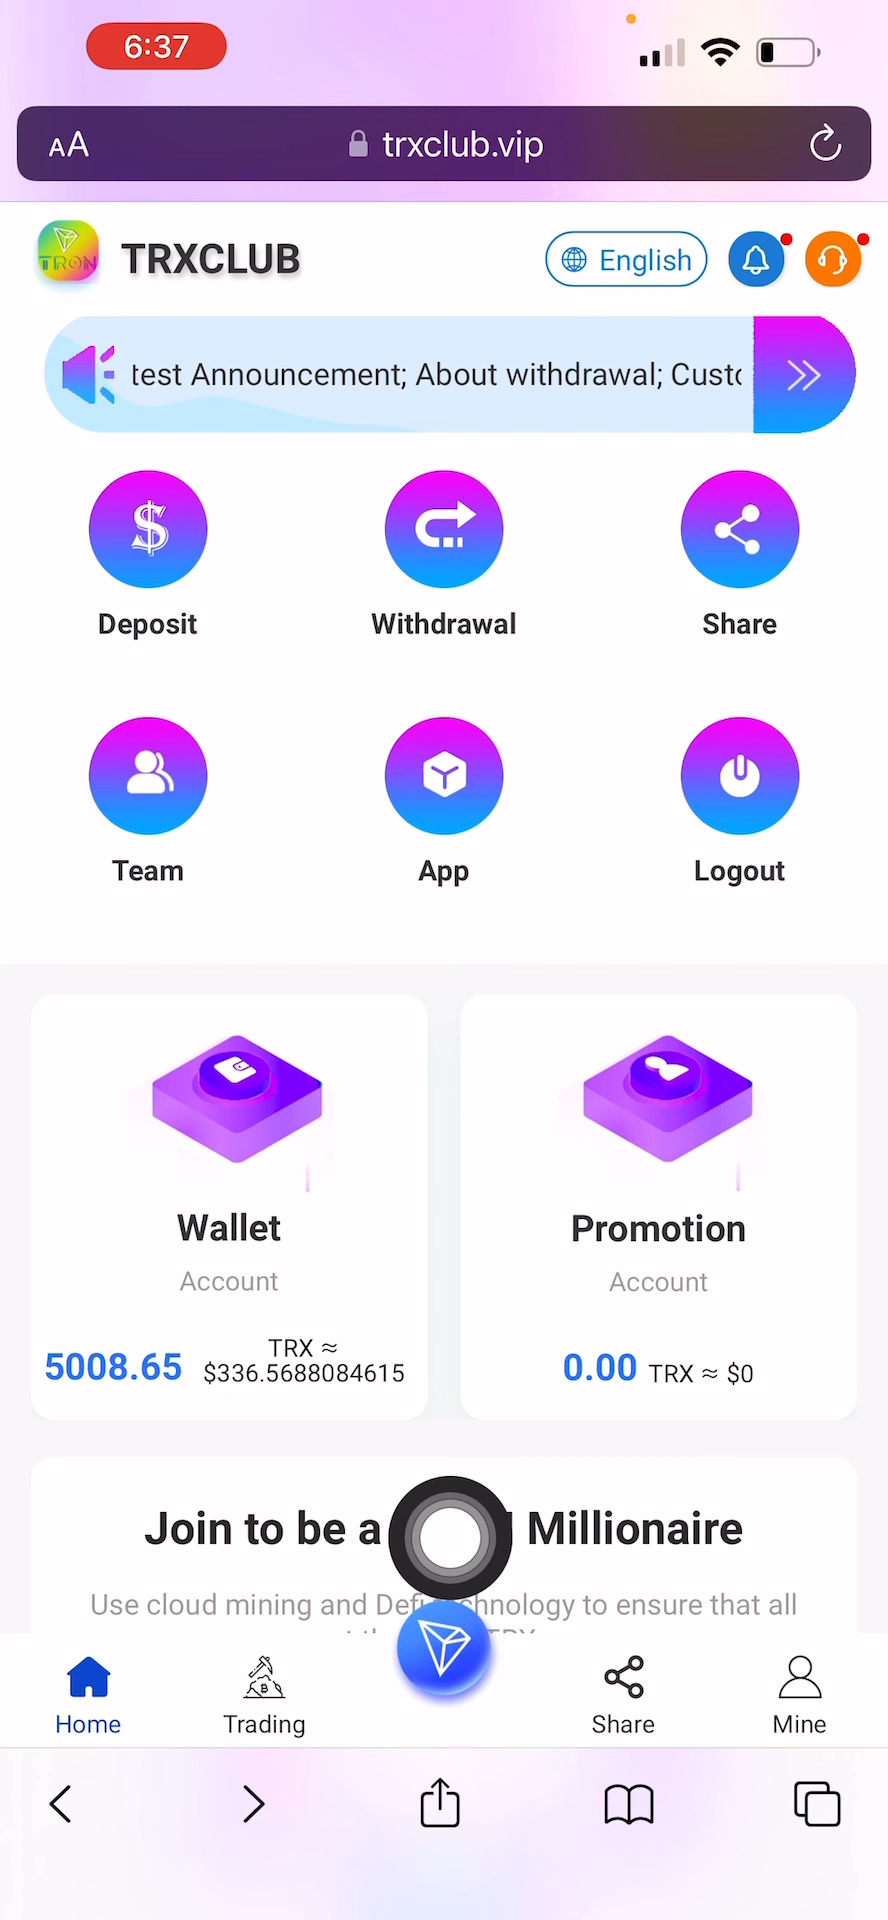 6:37
AA trxclub.vip
TRON
TRXCLUB English
test Announcement; About withdrawal; Custo
Deposit Withdrawal Share
Team App Logout
Wallet
Account
5008.65 TRX ≈
$336.5688084615
Promotion
Account
0.00 TRX ≈ $0
Join to be a Millionaire
Use cloud mining and Defi technology to ensure that all
Home Trading Share Mine